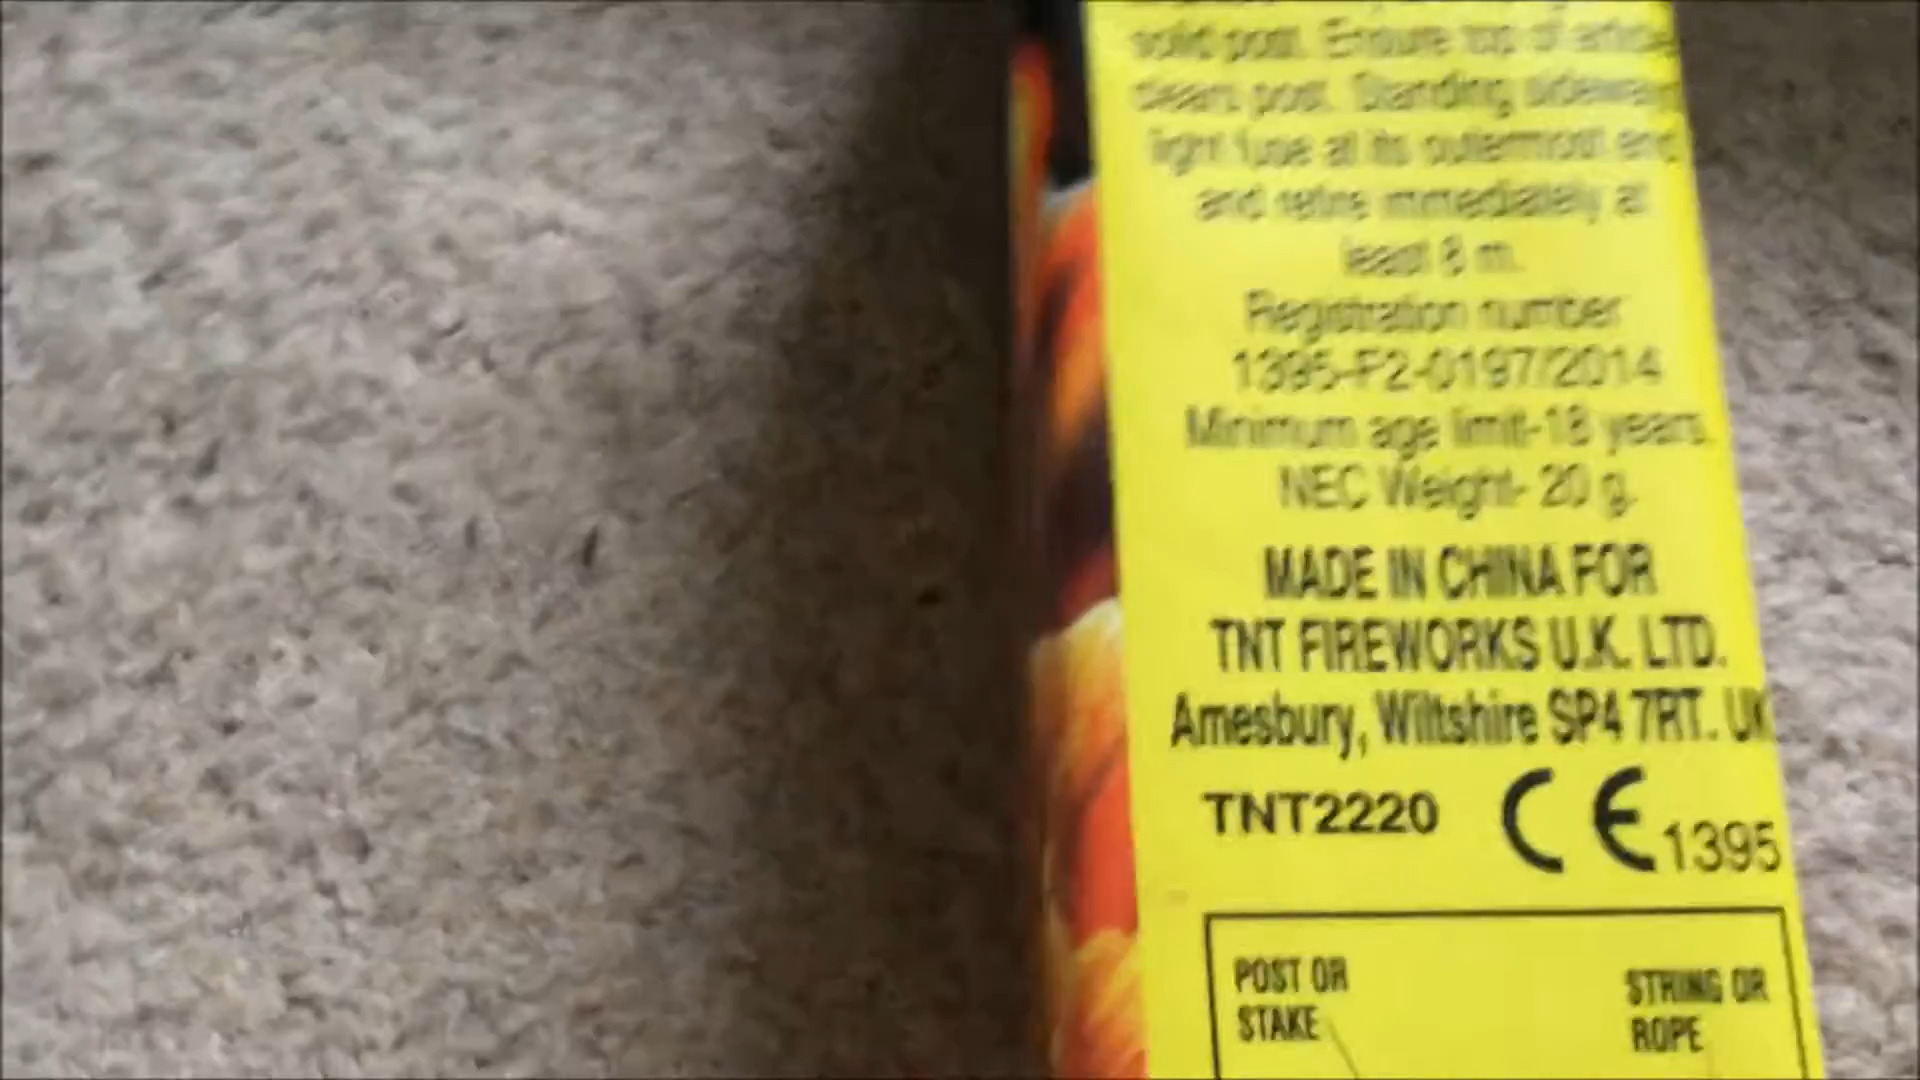 solid post. Ensure top of article
clears post. Standing sideways
light fuse at its outermost end
and retire immediately at
least 8 m.
Registration number
1395-F2-0197/2014
Minimum age limit-18 years.
NEC Weight- 20 g.
MADE IN CHINA FOR
TNT FIREWORKS U.K. LTD.
Amesbury, Wiltshire SP4 7RT. UK
TNT2220 CE 1395
POST OR
STAKE
STRING OR
ROPE